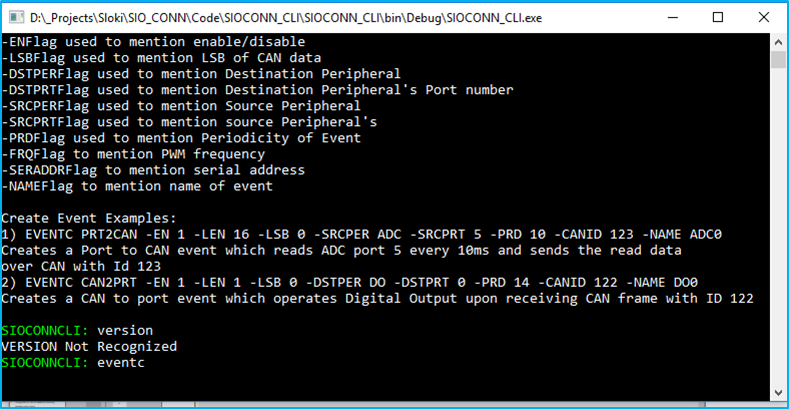 D:\_Projects\Sloki\SIO_CONN\Code\SIOCONN_CLI\SIOCONN_CLI\bin\Debug\SIOCONN_CLI.exe
-ENFlag used to mention enable/disable
-LSBFlag used to mention LSB of CAN data
-DSTPERFlag used to mention Destination Peripheral
-DSTPRTFlag used to mention Destination Peripheral's Port number
-SRCPERFlag used to mention Source Peripheral
-SRCPRTFlag used to mention source Peripheral's
-PRDFlag used to mention Periodicity of Event
-FRQFlag to mention PWM frequency
-SERADDRFlag to mention serial address
-NAMEFlag to mention name of event
Create Event Examples:
1) EVENTC PRT2CAN -EN 1 -LEN 16 -LSB 0 -SRCPER ADC -SRCPRT 5 -PRD 10 -CANID 123 -NAME ADC0
Creates a Port to CAN event which reads ADC port 5 every 10ms and sends the read data
over CAN with Id 123
2) EVENTC CAN2PRT -EN 1 -LEN 1 -LSB 0 -DSTPER DO -DSTPRT 0 -PRD 14 -CANID 122 -NAME DO0
Creates a CAN to port event which operates Digital Output upon receiving CAN frame with ID 122
SIOCONNCLI: version
VERSION Not Recognized
SIOCONNCLI: eventc